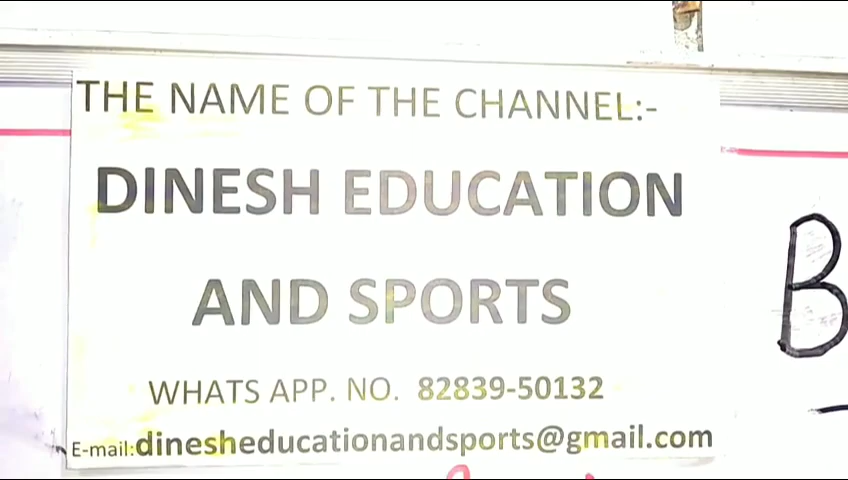 THE NAME OF THE CHANNEL:-
DINESH EDUCATION
AND SPORTS
WHATS APP. NO. 82839-50132
E-mail:dinesheducationandsports@gmail.com
B